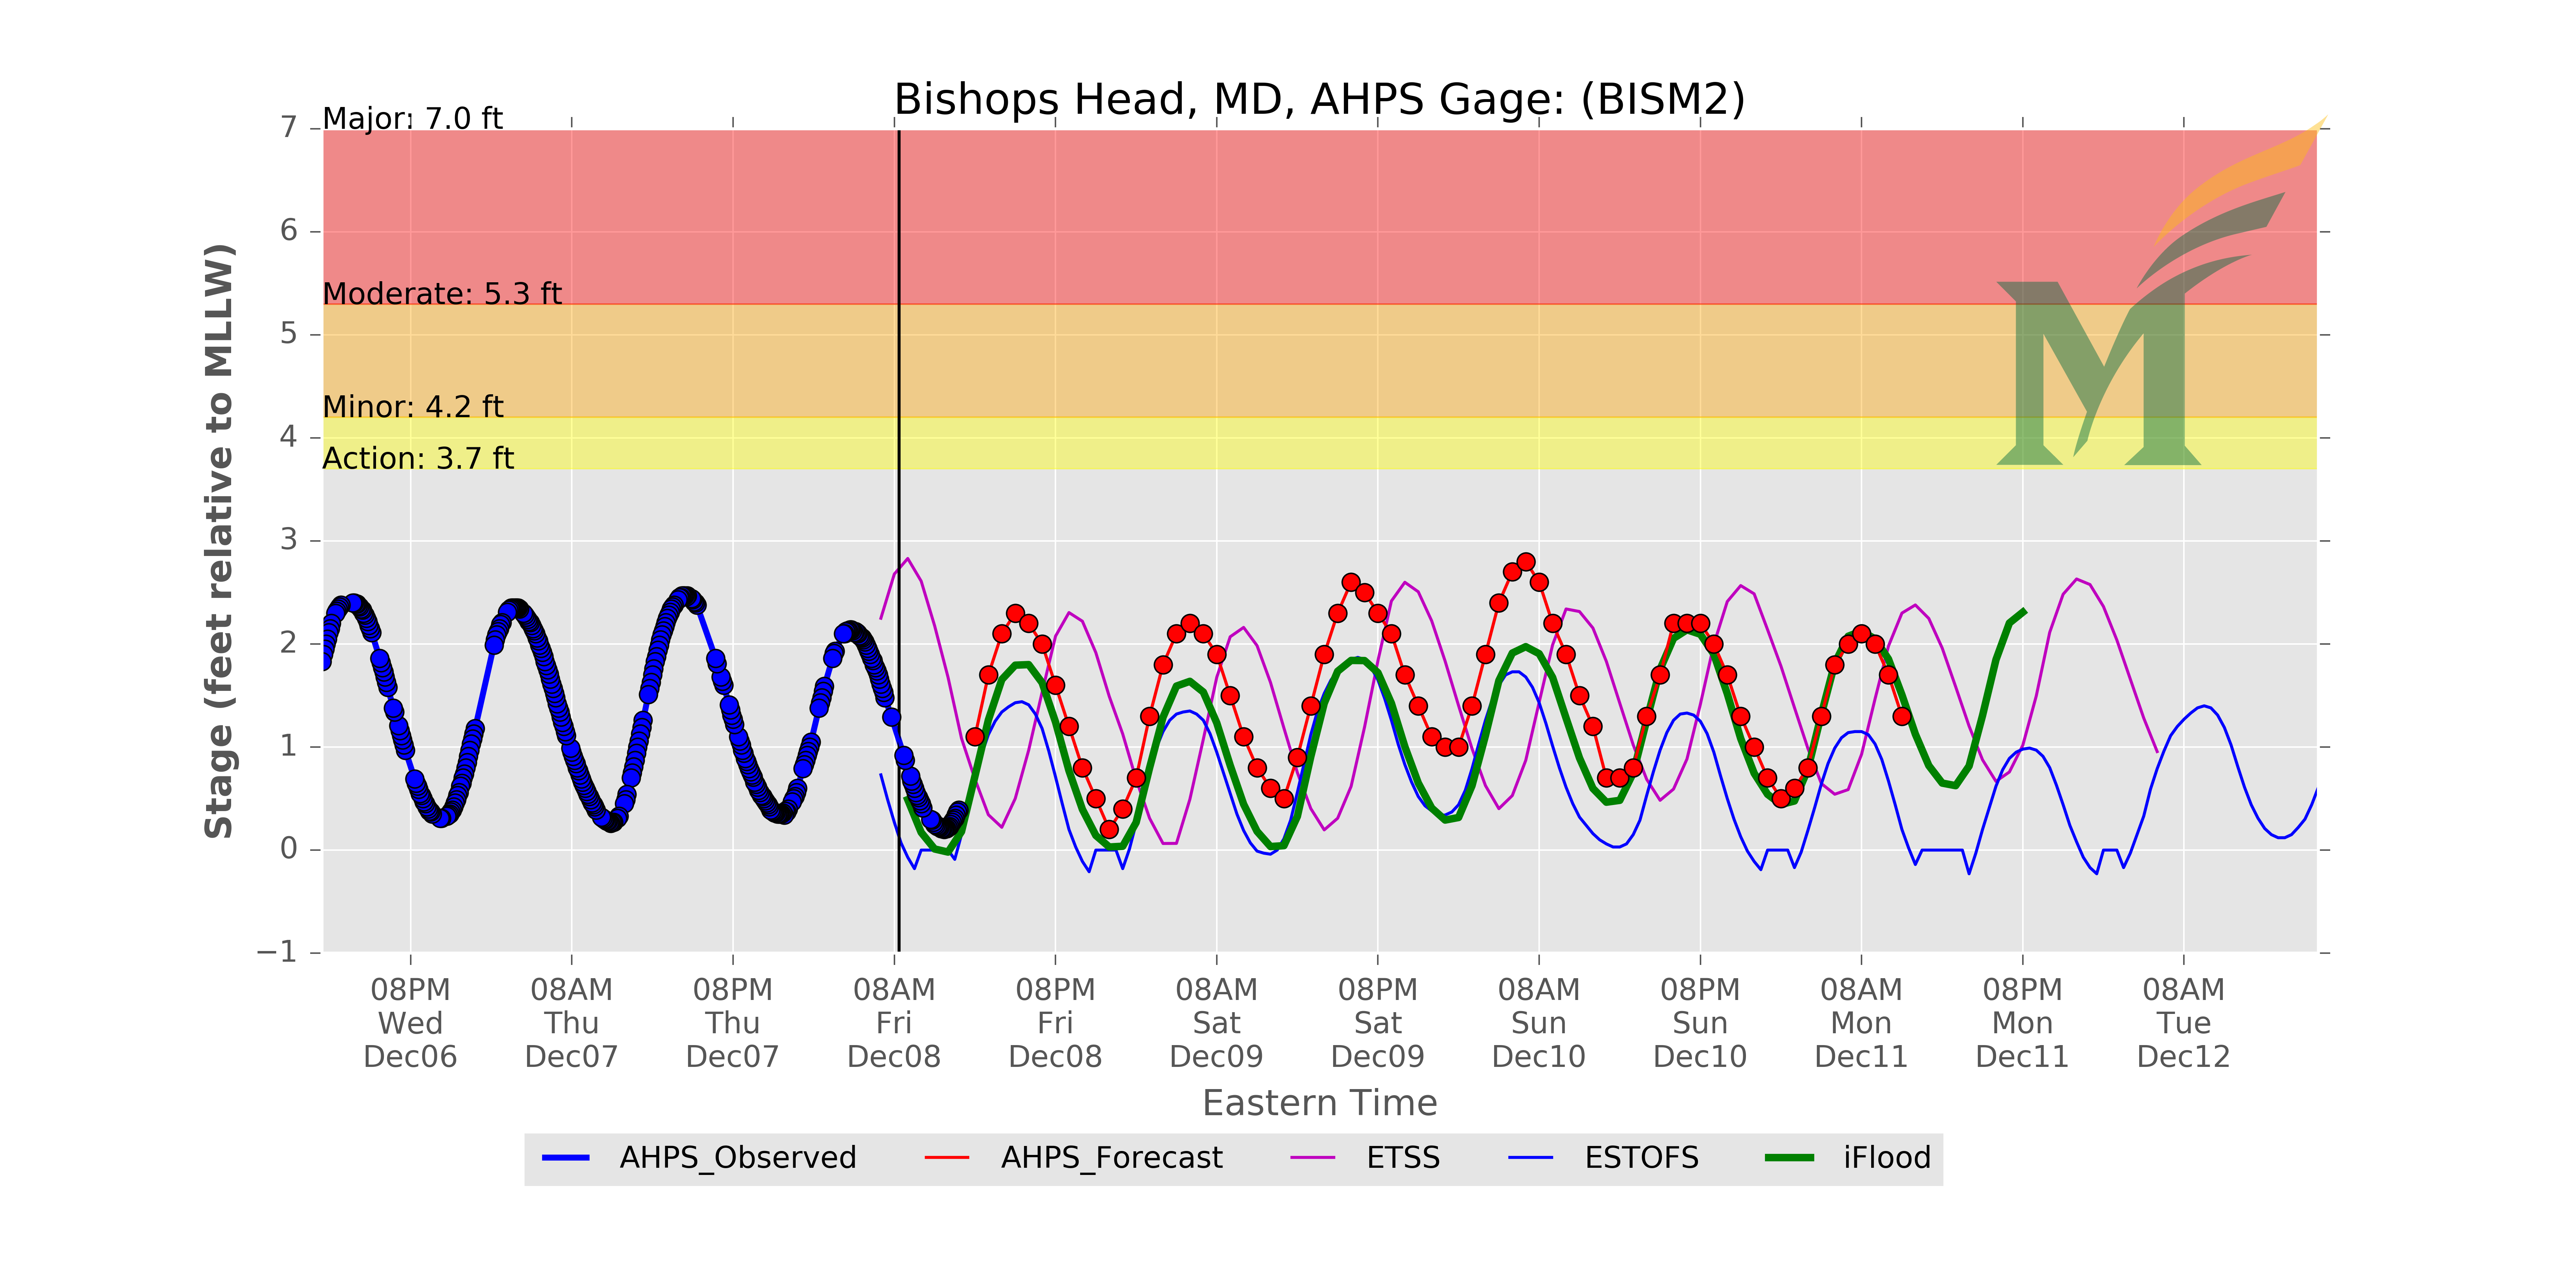 Bishops Head, MD, AHPS Gage: (BISM2)
Major: 7.0 ft
Moderate: 5.3 ft
Minor: 4.2 ft
Action: 3.7 ft
7
6
5
4
3
2
1
0
−1
Stage (feet relative to MLLW)
08PM 08AM 08PM 08AM 08PM 08AM 08PM 08AM 08PM 08AM 08PM 08AM
Wed Thu Thu Fri Fri Sat Sat Sun Sun Mon Mon Tue
Dec06 Dec07 Dec07 Dec08 Dec08 Dec09 Dec09 Dec10 Dec10 Dec11 Dec11 Dec12
Eastern Time
AHPS_Observed AHPS_Forecast ETSS ESTOFS iFlood